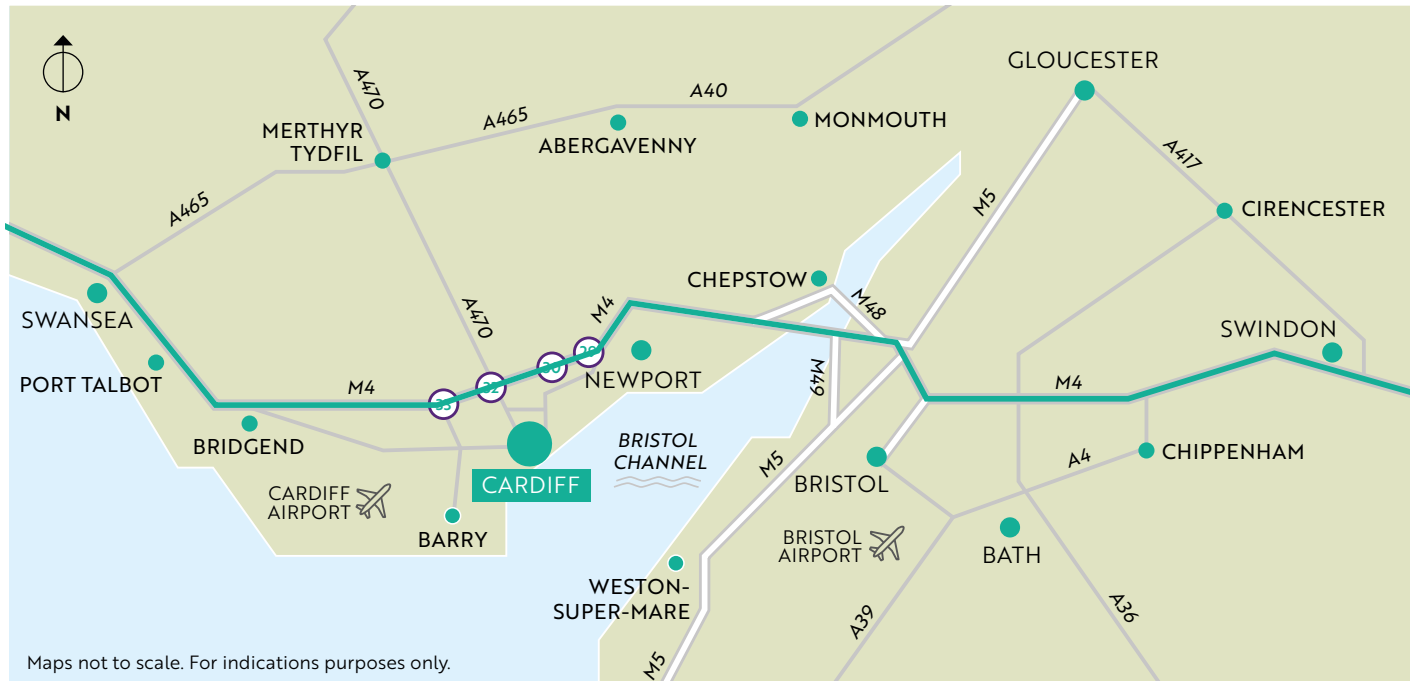 N
A470
MERTHYR
TYDFIL
A465
A465
ABERGAVENNY
A40
MONMOUTH
GLOUCESTER
A417
CIRENCESTER
M5
CHEPSTOW
M48
M4
SWANSEA
PORT TALBOT
A470
29
30
32
33
NEWPORT
M4
BRIDGEND
M49
SWINDON
M4
A4
CHIPPENHAM
BRISTOL
CHANNEL
M5
BRISTOL
CARDIFF
CARDIFF
AIRPORT
BARRY
BRISTOL
AIRPORT
BATH
WESTON-
SUPER-MARE
A39
A36
M5
Maps not to scale. For indications purposes only.